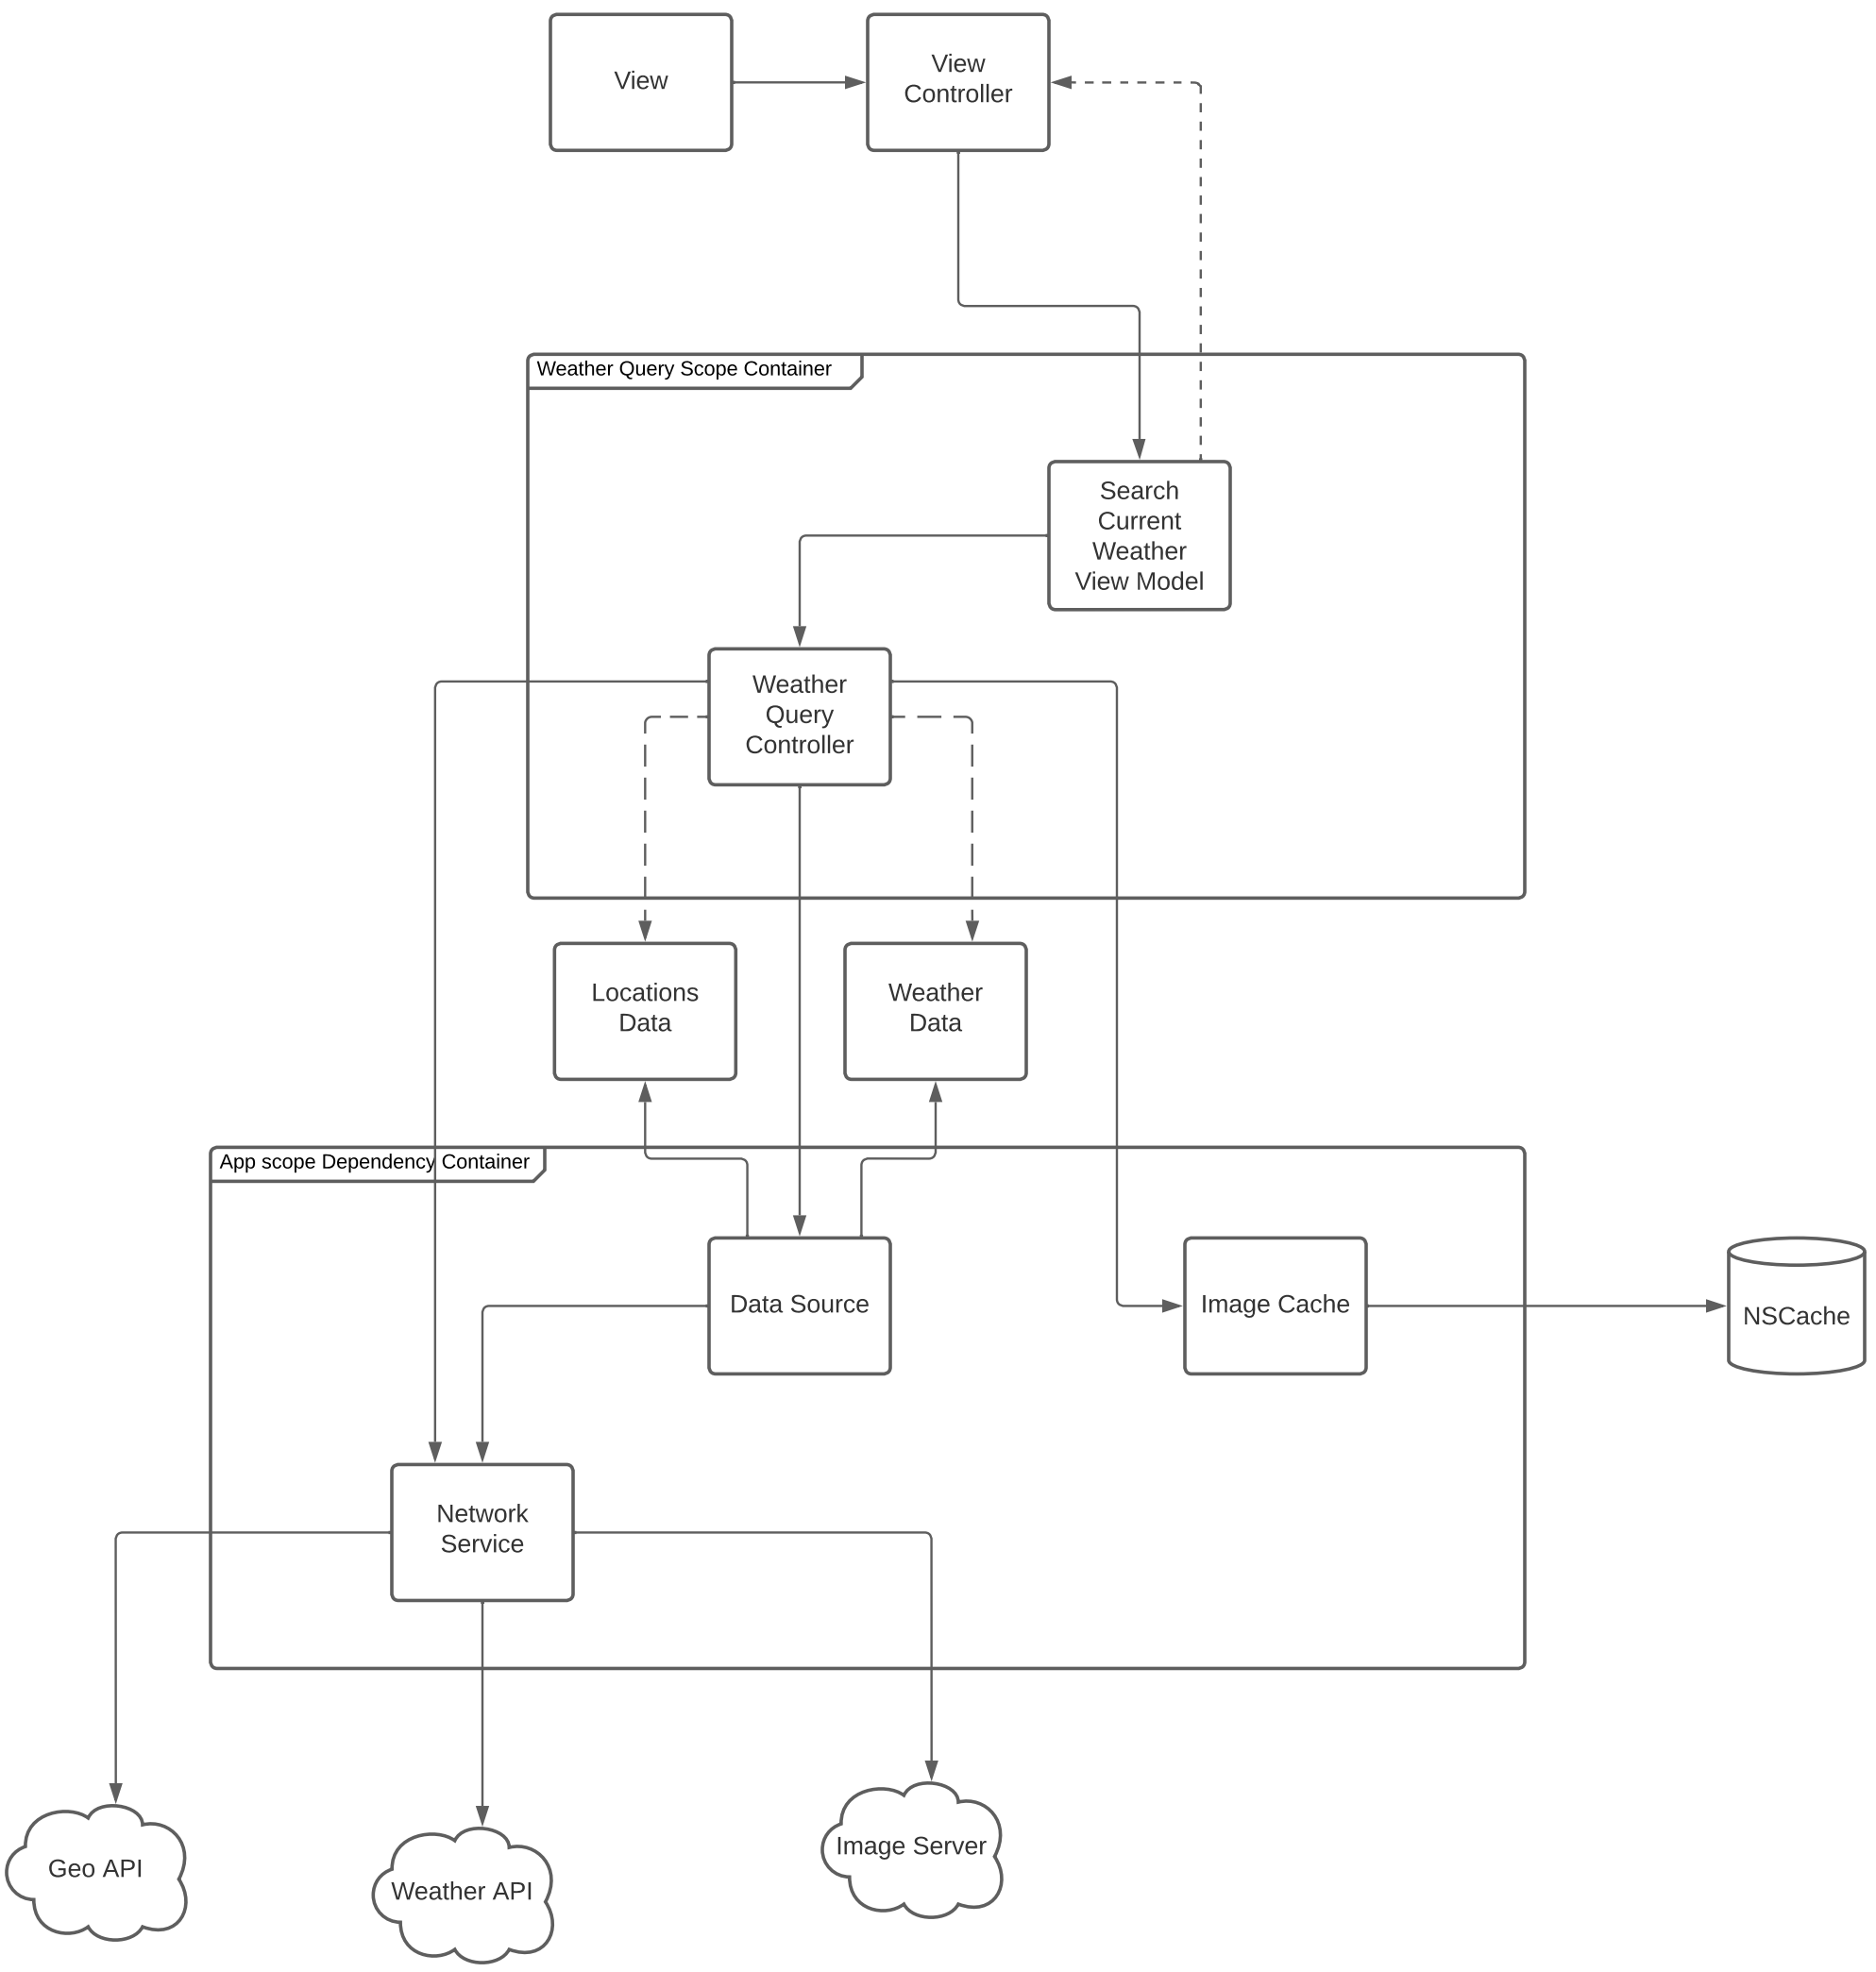 View
View
Controller
Weather Query Scope Container
Search
Current
Weather
View Model
Weather
Query
Controller
Locations
Data
Weather
Data
App scope Dependency Container
Data Source
Image Cache
NSCache
Network
Service
Geo API
Weather API
Image Server